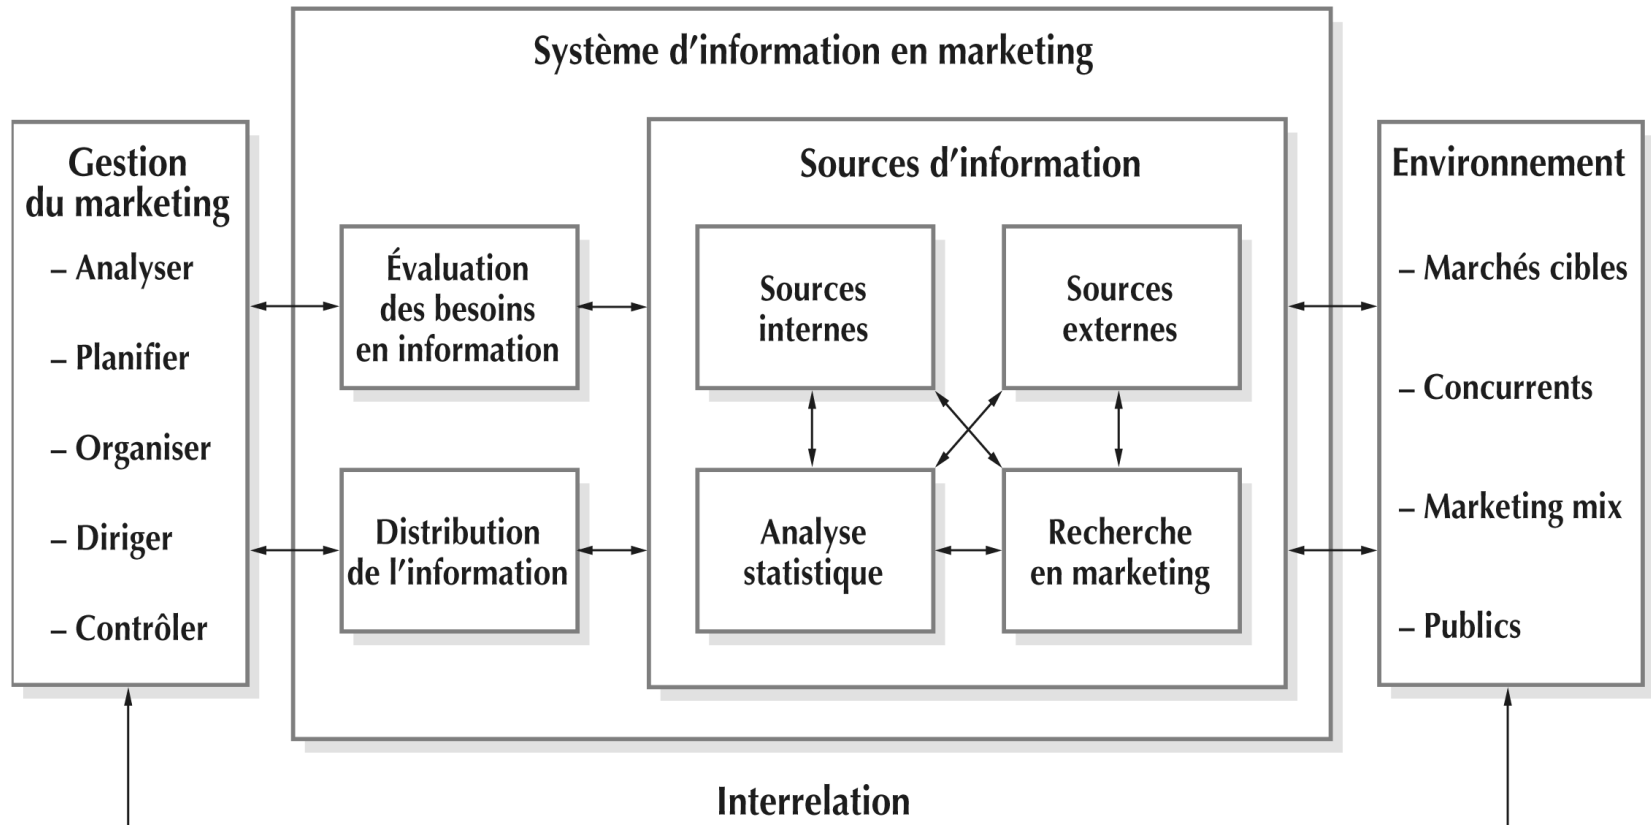 Système d'information en marketing
Gestion
du marketing
– Analyser
– Planifier
– Organiser
– Diriger
– Contrôler
Évaluation
des besoins
en information
Distribution
de l'information
Sources d'information
Sources
internes
Sources
externes
Analyse
statistique
Recherche
en marketing
Environnement
– Marchés cibles
– Concurrents
– Marketing mix
– Publics
Interrelation